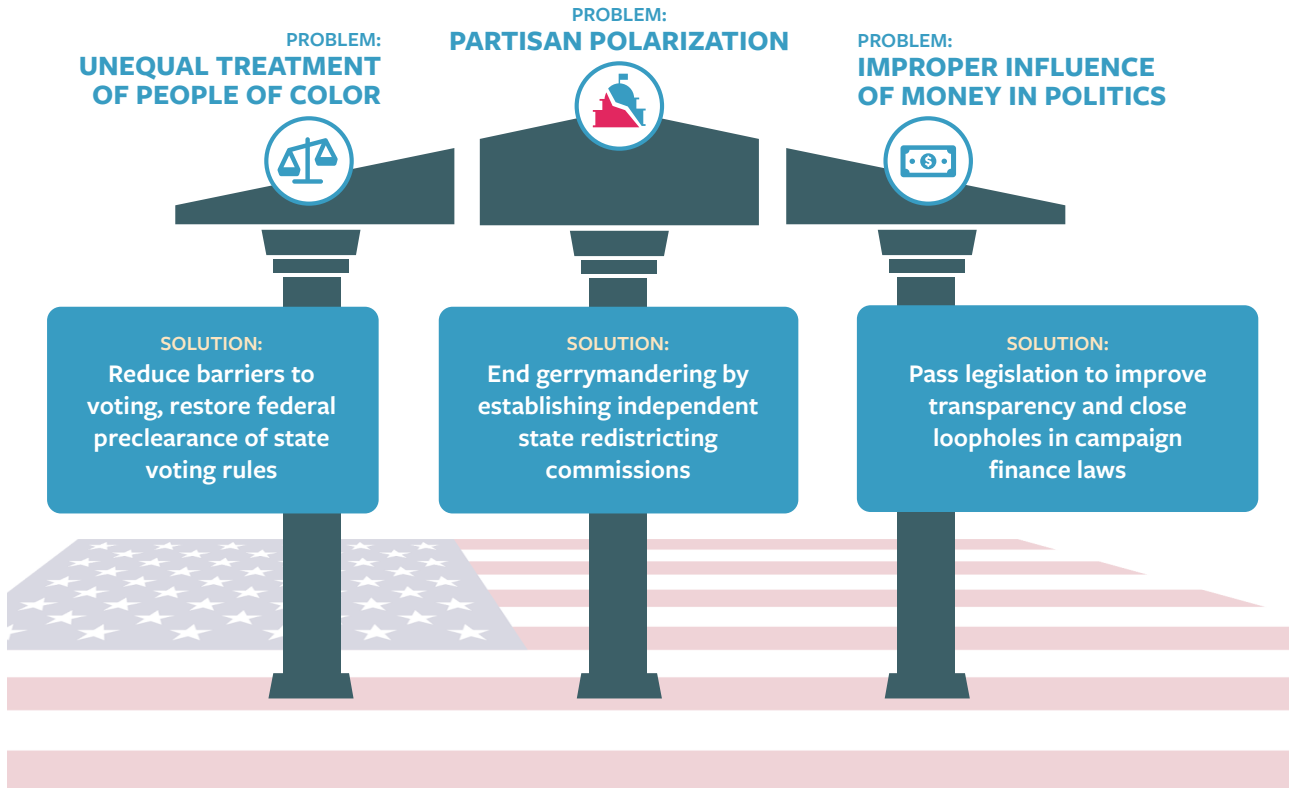 PROBLEM:
UNEQUAL TREATMENT
OF PEOPLE OF COLOR
PROBLEM:
PARTISAN POLARIZATION
PROBLEM:
IMPROPER INFLUENCE
OF MONEY IN POLITICS
$
SOLUTION:
Reduce barriers to
voting, restore federal
preclearance of state
voting rules
SOLUTION:
End gerrymandering by
establishing independent
state redistricting
commissions
SOLUTION:
Pass legislation to improve
transparency and close
loopholes in campaign
finance laws